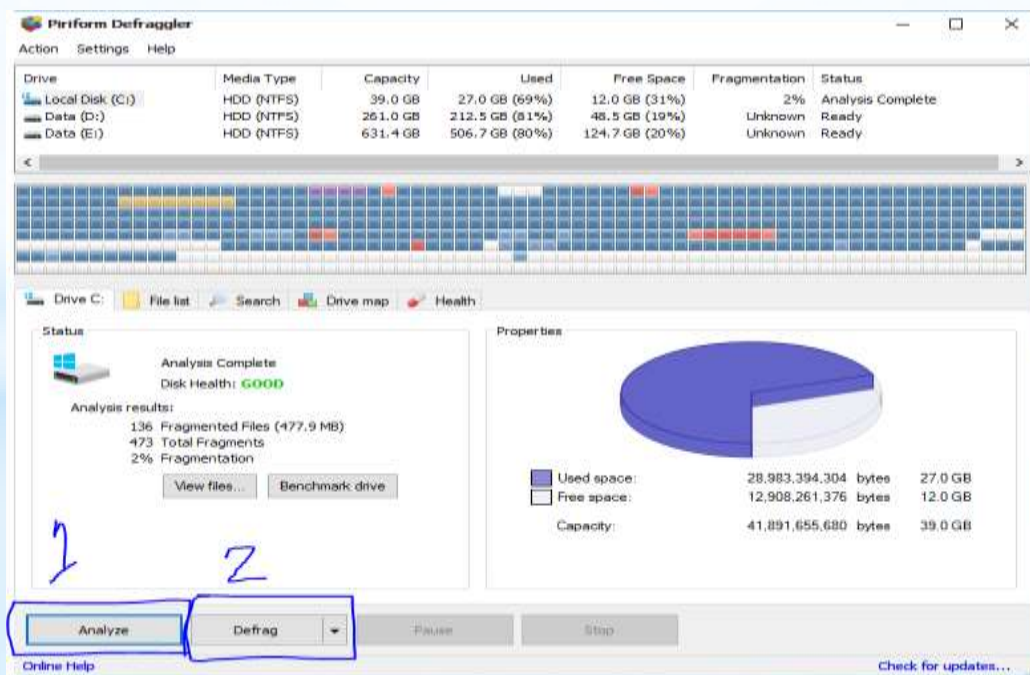 Piriform Defraggler
Action Settings Help
Drive Media Type Capacity Used Free Space Fragmentation Status
Local Disk (C:) HDD (NTFS) 39.0 GB 27.0 GB (69%) 12.0 GB (31%) 2% Analysis Complete
Data (D:) HDD (NTFS) 261.0 GB 212.5 GB (81%) 48.5 GB (19%) Unknown Ready
Data (E:) HDD (NTFS) 631.4 GB 506.7 GB (80%) 124.7 GB (20%) Unknown Ready
Drive C: File list Search Drive map Health
Status
Analysis Complete
Disk Health: GOOD
Analysis results:
136 Fragmented Files (477.9 MB)
473 Total Fragments
2% Fragmentation
View files... Benchmark drive
Properties
Used space: 28,983,394,304 bytes 27.0 GB
Free space: 12,908,261,376 bytes 12.0 GB
Capacity: 41,891,655,680 bytes 39.0 GB
1 2
Analyze Defrag Pause Stop
Online Help Check for updates...